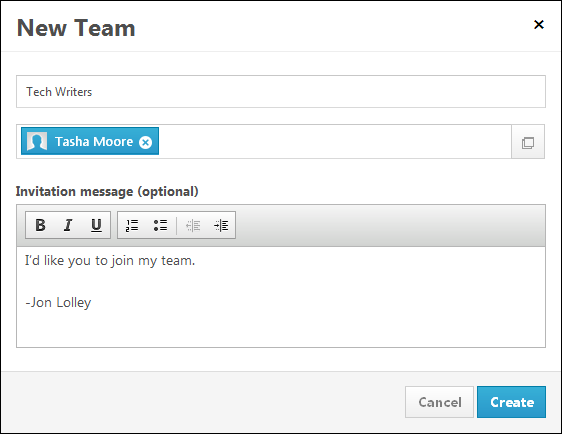 New Team
Tech Writers
Tasha Moore
Invitation message (optional)
B I U
I'd like you to join my team.
-Jon Lolley
Cancel Create